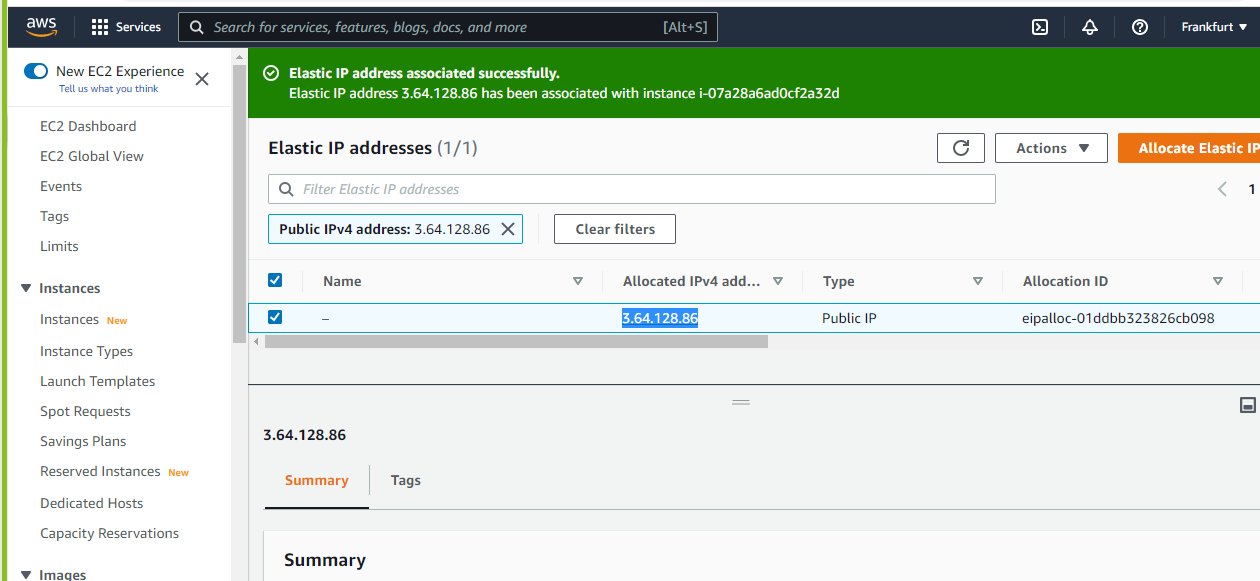 aws
Services
Search for services, features, blogs, docs, and more [Alt+S]
Frankfurt
New EC2 Experience
Tell us what you think
EC2 Dashboard
EC2 Global View
Events
Tags
Limits
Instances
Instances New
Instance Types
Launch Templates
Spot Requests
Savings Plans
Reserved Instances New
Dedicated Hosts
Capacity Reservations
Images
Elastic IP address associated successfully.
Elastic IP address 3.64.128.86 has been associated with instance i-07a28a6ad0cf2a32d
Elastic IP addresses (1/1)
Actions
Allocate Elastic IP
Filter Elastic IP addresses
1
Public IPv4 address: 3.64.128.86
Clear filters
Name Allocated IPv4 add... Type Allocation ID
– 3.64.128.86 Public IP eipalloc-01ddbb323826cb098
3.64.128.86
Summary Tags
Summary